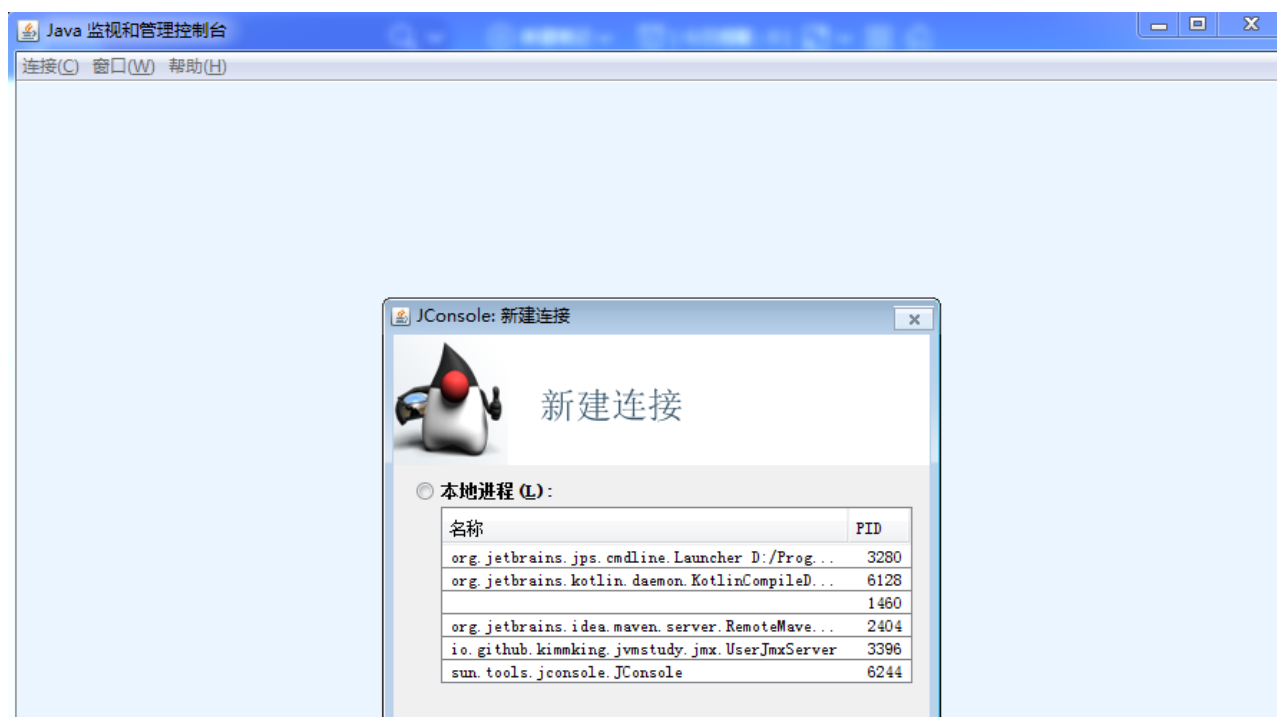 Java 监视和管理控制台
连接(C) 窗口(W) 帮助(H)
JConsole: 新建连接
新建连接
本地进程(L):
名称 PID
org.jetbrains.jps.cmdline.Launcher D:/Prog... 3280
org.jetbrains.kotlin.daemon.KotlinCompileD... 6128
1460
org.jetbrains.idea.maven.server.RemoteMave... 2404
io.github.kimmking.jvmstudy.jmx.UserJmxServer 3396
sun.tools.jconsole.JConsole 6244